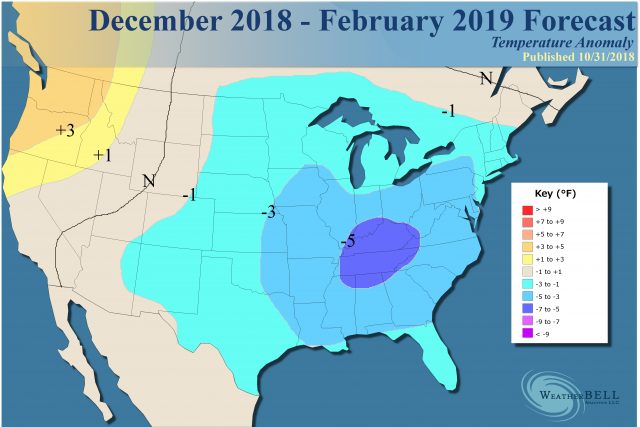 December 2018 - February 2019 Forecast
Temperature Anomaly
Published 10/31/2018
N
-1
+3
+1
N
-1
-3
-5
Key (°F)
> +9
+7 to +9
+5 to +7
+3 to +5
+1 to +3
-1 to +1
-3 to -1
-5 to -3
-7 to -5
-9 to -7
< -9
WEATHERBELL